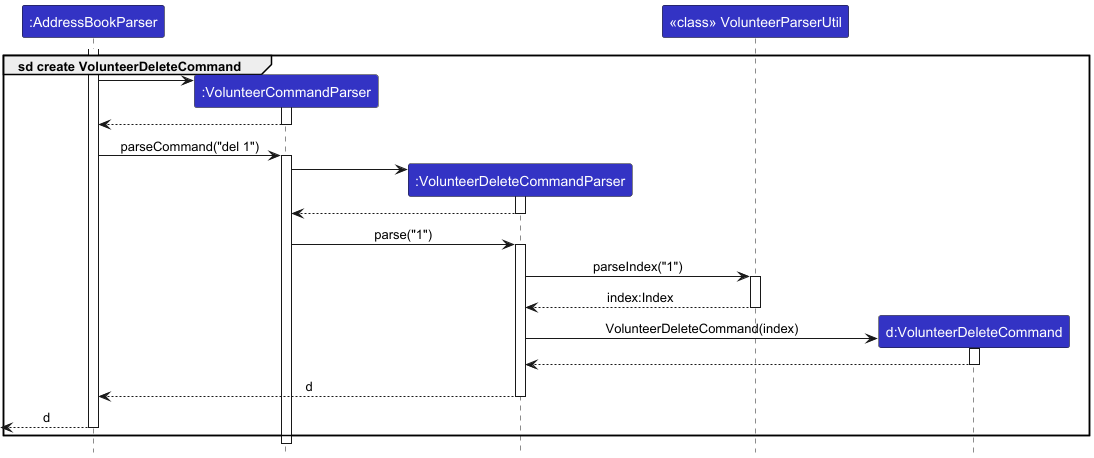 :AddressBookParser
«class» VolunteerParserUtil
sd create VolunteerDeleteCommand
:VolunteerCommandParser
parseCommand("del 1")
:VolunteerDeleteCommandParser
parse("1")
parseIndex("1")
index:Index
VolunteerDeleteCommand(index)
d:VolunteerDeleteCommand
d
d